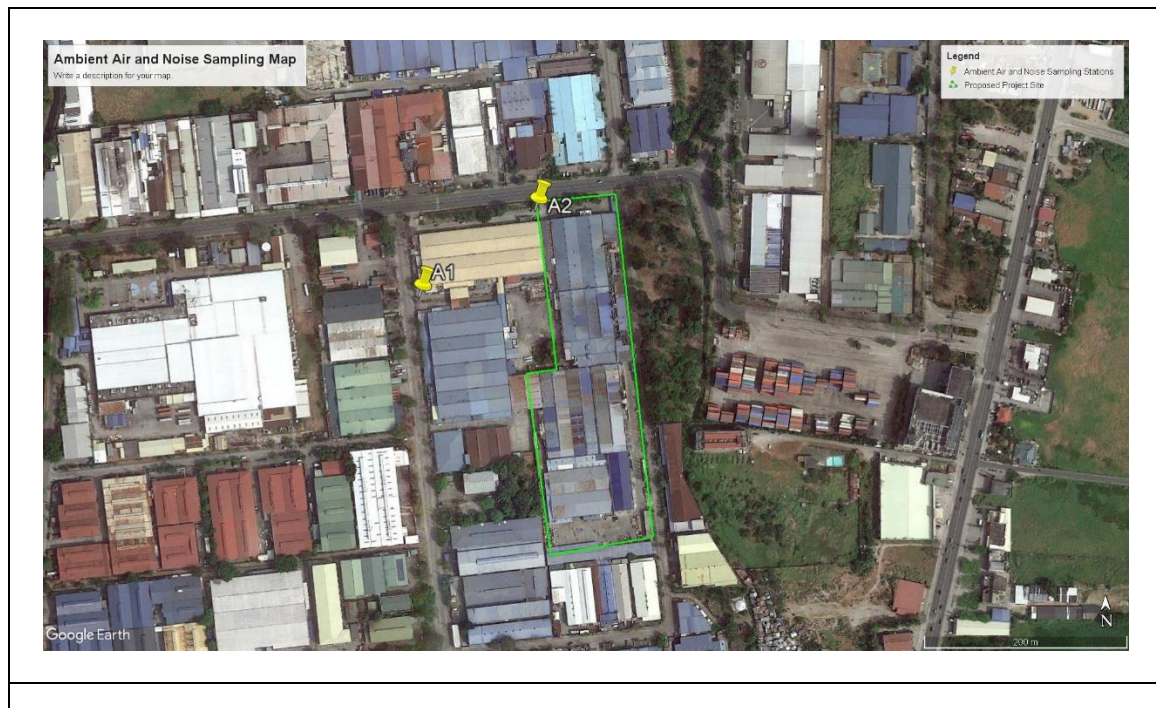 Ambient Air and Noise Sampling Map
Write a description for your map.
Legend
Ambient Air and Noise Sampling Stations
Proposed Project Site
A2
A1
Google Earth
N
200 m